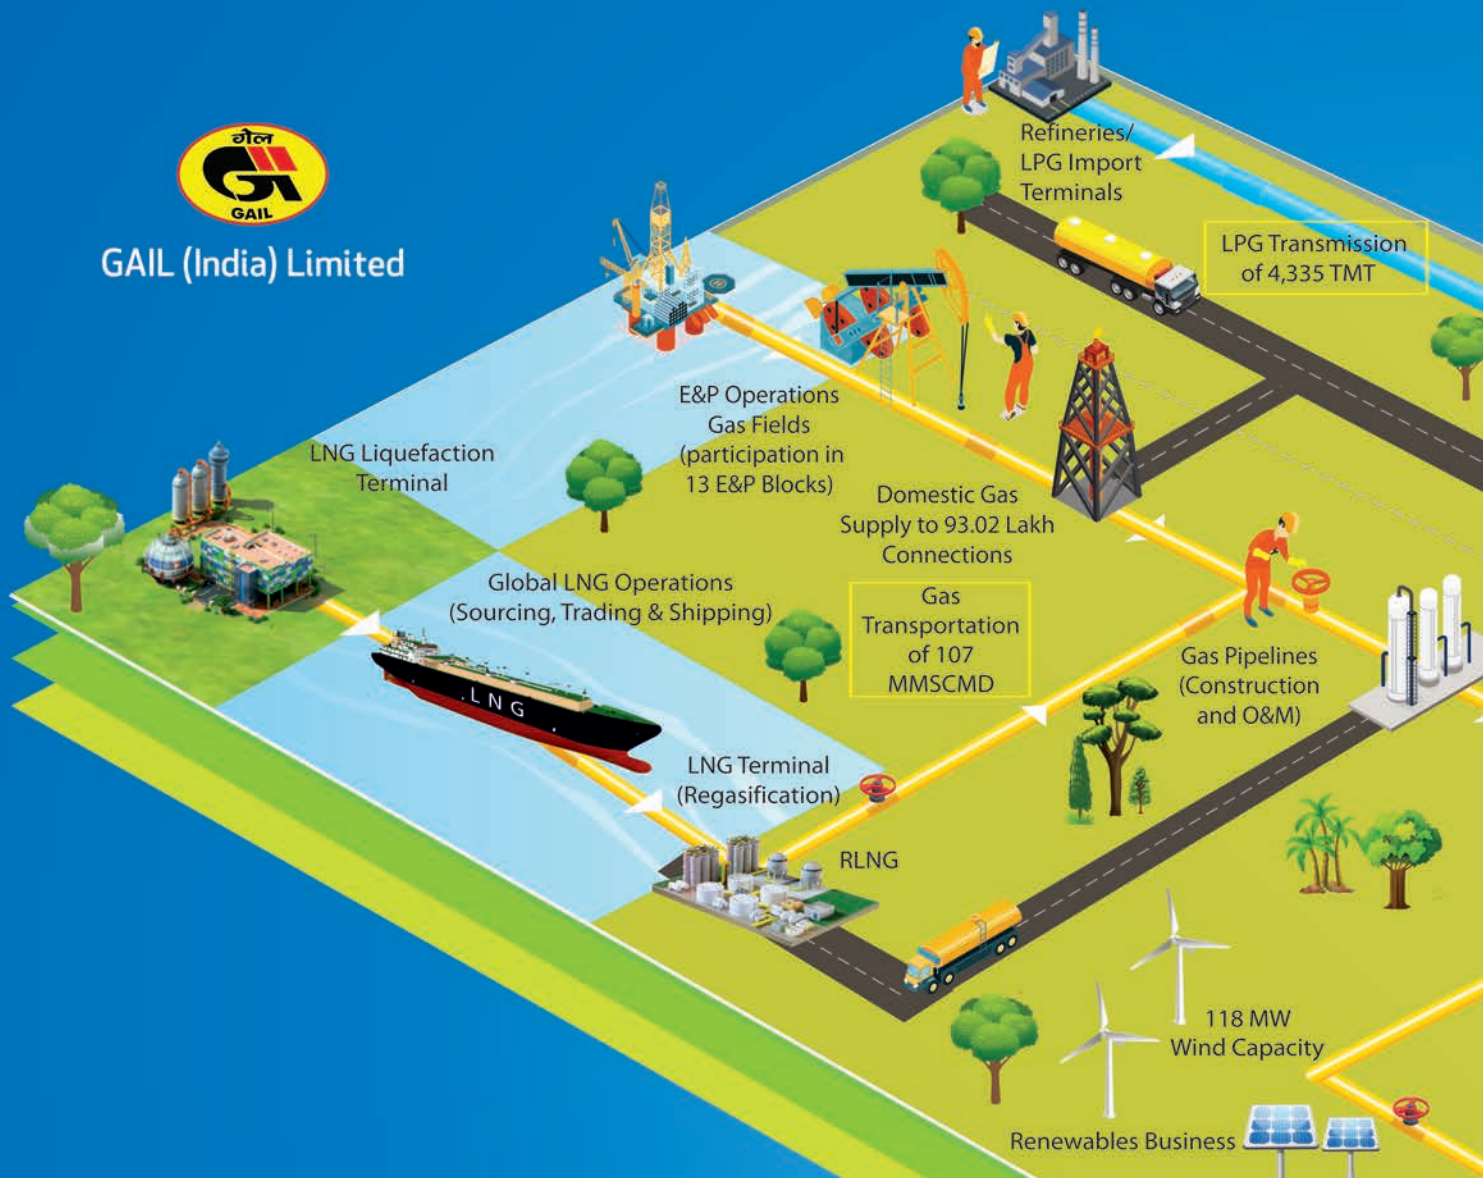 गेल
GAIL
GAIL (India) Limited
Refineries/
LPG Import
Terminals
LPG Transmission
of 4,335 TMT
E&P Operations
Gas Fields
(participation in
13 E&P Blocks)
LNG Liquefaction
Terminal
Domestic Gas
Supply to 93.02 Lakh
Connections
Global LNG Operations
(Sourcing, Trading & Shipping)
Gas
Transportation
of 107
MMSCMD
LNG
Gas Pipelines
(Construction
and O&M)
LNG Terminal
(Regasification)
RLNG
118 MW
Wind Capacity
Renewables Business